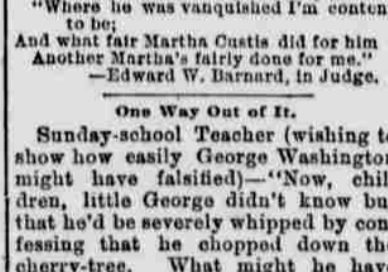 "Where he was vanquished I'm conten
to be;
And what fair Martha Custis did for him
Another Martha's fairly done for me."
—Edward W. Barnard, in Judge.
One Way Out of It.
Sunday-school Teacher (wishing t
show how easily George Washington
might have falsified)—"Now, chil
dren, little George didn't know bu
that he'd be severely whipped by con
fessing that he chopped down th
cherry-tree. What might he hav